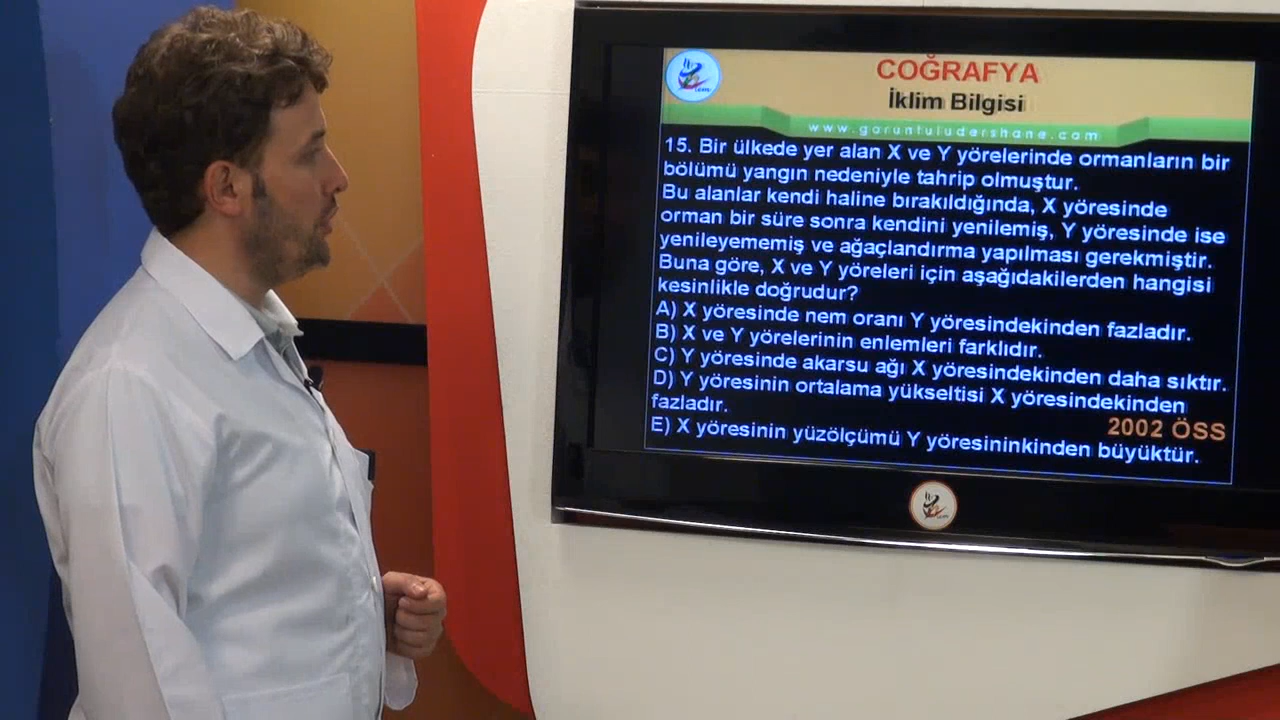 COĞRAFYA
İklim Bilgisi
www.goruntuludershane.com
15. Bir ülkede yer alan X ve Y yörelerinde ormanların bir
bölümü yangın nedeniyle tahrip olmuştur.
Bu alanlar kendi haline bırakıldığında, X yöresinde
orman bir süre sonra kendini yenilemiş, Y yöresinde ise
yenileyememiş ve ağaçlandırma yapılması gerekmiştir.
Buna göre, X ve Y yöreleri için aşağıdakilerden hangisi
kesinlikle doğrudur?
A) X yöresinde nem oranı Y yöresindekinden fazladır.
B) X ve Y yörelerinin enlemleri farklıdır.
C) Y yöresinde akarsu ağı X yöresindekinden daha sıktır.
D) Y yöresinin ortalama yükseltisi X yöresindekinden
fazladır.
2002 ÖSS
E) X yöresinin yüzölçümü Y yöresininkinden büyüktür.